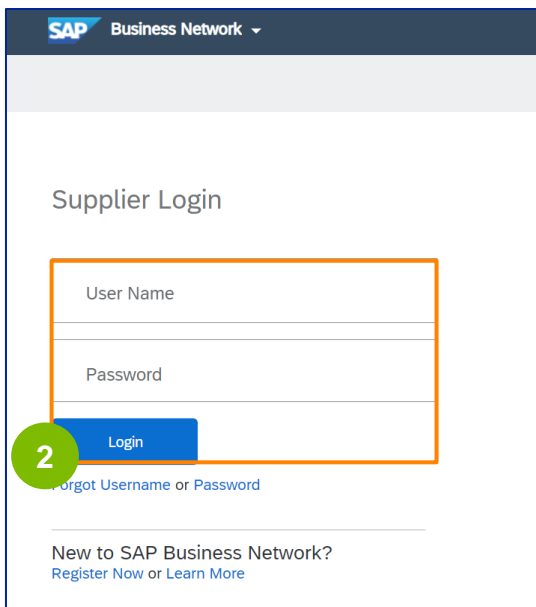 SAP Business Network
Supplier Login
User Name
Password
Login
2
Forgot Username or Password
New to SAP Business Network?
Register Now or Learn More